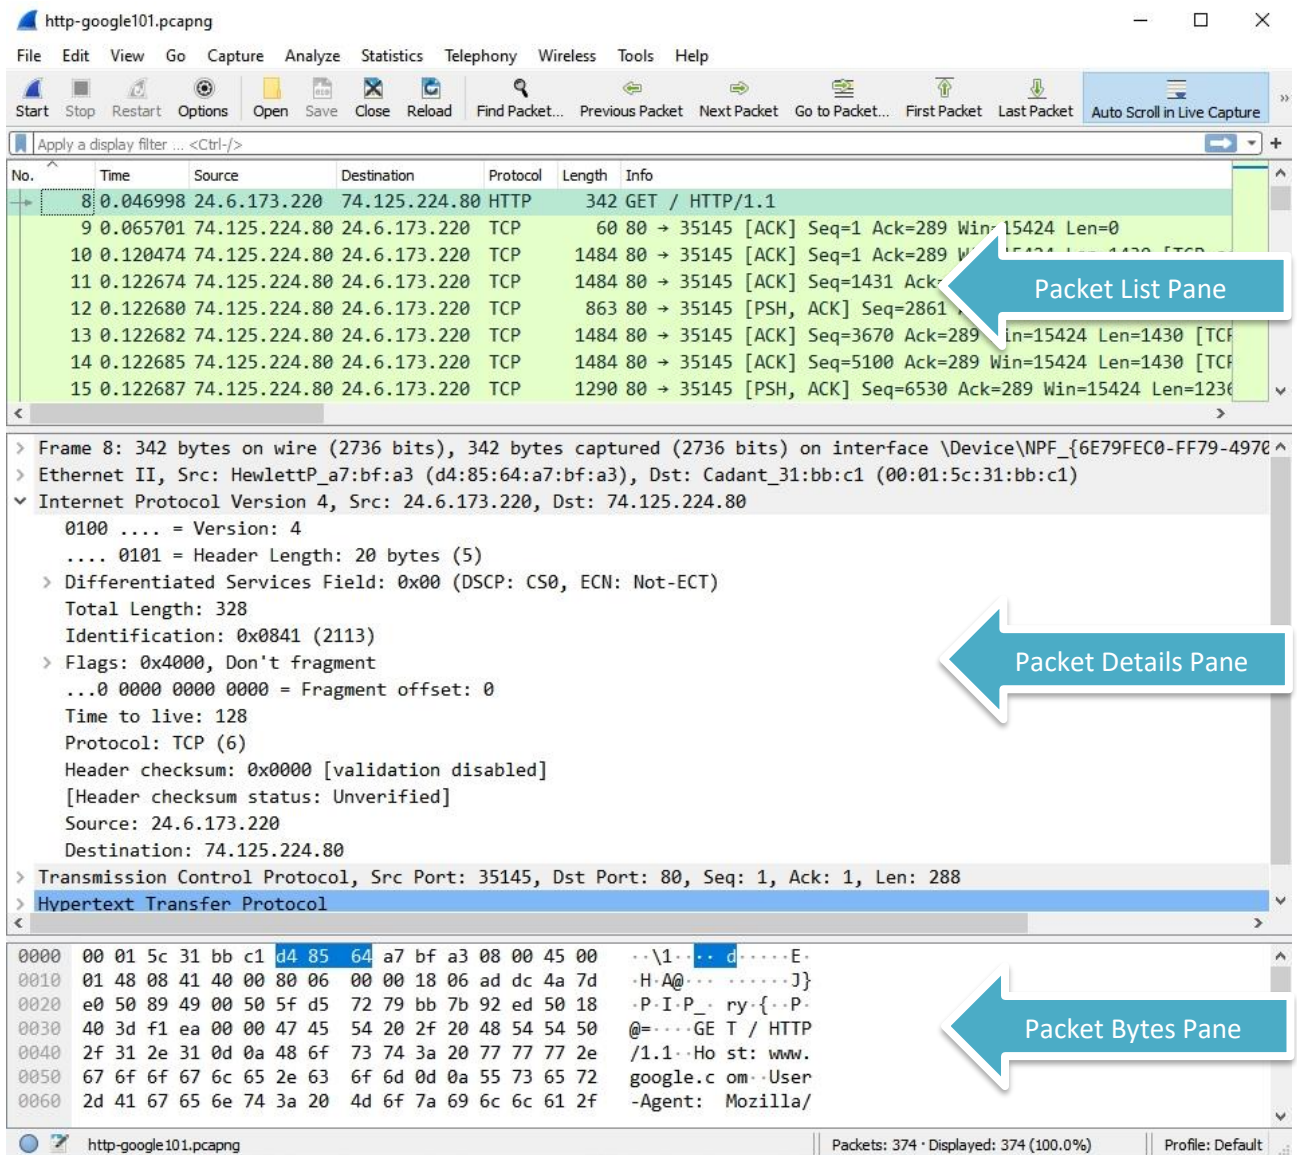 http-google101.pcapng
File Edit View Go Capture Analyze Statistics Telephony Wireless Tools Help
Start Stop Restart Options Open Save Close Reload Find Packet... Previous Packet Next Packet Go to Packet... First Packet Last Packet Auto Scroll in Live Capture »
Apply a display filter ... <Ctrl-/> +
No. Time Source Destination Protocol Length Info
8 0.046998 24.6.173.220 74.125.224.80 HTTP 342 GET / HTTP/1.1
9 0.065701 74.125.224.80 24.6.173.220 TCP 60 80 → 35145 [ACK] Seq=1 Ack=289 Win=15424 Len=0
10 0.120474 74.125.224.80 24.6.173.220 TCP 1484 80 → 35145 [ACK] Seq=1 Ack=289
11 0.122674 74.125.224.80 24.6.173.220 TCP 1484 80 → 35145 [ACK] Seq=1431
Packet List Pane
12 0.122680 74.125.224.80 24.6.173.220 TCP 863 80 → 35145 [PSH, ACK] Seq=2861
13 0.122682 74.125.224.80 24.6.173.220 TCP 1484 80 → 35145 [ACK] Seq=3670 Ack=289 Win=15424 Len=1430 [TCP
14 0.122685 74.125.224.80 24.6.173.220 TCP 1484 80 → 35145 [ACK] Seq=5100 Ack=289 Win=15424 Len=1430 [TCP
15 0.122687 74.125.224.80 24.6.173.220 TCP 1290 80 → 35145 [PSH, ACK] Seq=6530 Ack=289 Win=15424 Len=1236
Frame 8: 342 bytes on wire (2736 bits), 342 bytes captured (2736 bits) on interface \Device\NPF_{6E79FEC0-FF79-4970
Ethernet II, Src: HewlettP_a7:bf:a3 (d4:85:64:a7:bf:a3), Dst: Cadant_31:bb:c1 (00:01:5c:31:bb:c1)
Internet Protocol Version 4, Src: 24.6.173.220, Dst: 74.125.224.80
0100 .... = Version: 4
.... 0101 = Header Length: 20 bytes (5)
Differentiated Services Field: 0x00 (DSCP: CS0, ECN: Not-ECT)
Total Length: 328
Identification: 0x0841 (2113)
Flags: 0x4000, Don't fragment
Packet Details Pane
...0 0000 0000 0000 = Fragment offset: 0
Time to live: 128
Protocol: TCP (6)
Header checksum: 0x0000 [validation disabled]
[Header checksum status: Unverified]
Source: 24.6.173.220
Destination: 74.125.224.80
Transmission Control Protocol, Src Port: 35145, Dst Port: 80, Seq: 1, Ack: 1, Len: 288
Hypertext Transfer Protocol
0000 00 01 5c 31 bb c1 d4 85 64 a7 bf a3 08 00 45 00 ··\1···· d·····E·
0010 01 48 08 41 40 00 80 06 00 00 18 06 ad dc 4a 7d ·H·A@··· ······J}
0020 e0 50 89 49 00 50 5f d5 72 79 bb 7b 92 ed 50 18 ·P·I·P_· ry·{··P·
0030 40 3d f1 ea 00 00 47 45 54 20 2f 20 48 54 54 50 @=····GE T / HTTP
Packet Bytes Pane
0040 2f 31 2e 31 0d 0a 48 6f 73 74 3a 20 77 77 77 2e /1.1··Ho st: www.
0050 67 6f 6f 67 6c 65 2e 63 6f 6d 0d 0a 55 73 65 72 google.c om··User
0060 2d 41 67 65 6e 74 3a 20 4d 6f 7a 69 6c 6c 61 2f -Agent: Mozilla/
http-google101.pcapng Packets: 374 · Displayed: 374 (100.0%) Profile: Default